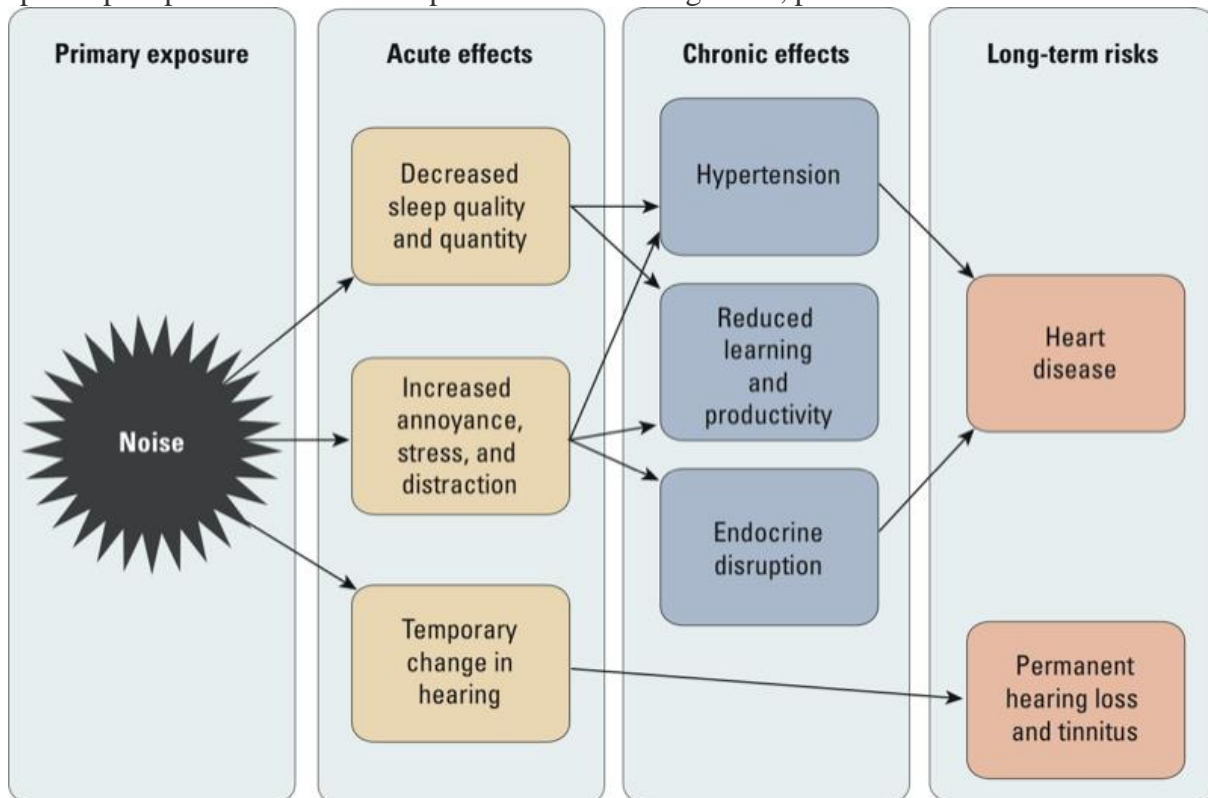 Primary exposure
Acute effects
Chronic effects
Long-term risks
Decreased
sleep quality
and quantity
Hypertension
Noise
Increased
annoyance,
stress, and
distraction
Reduced
learning
and
productivity
Heart
disease
Endocrine
disruption
Temporary
change in
hearing
Permanent
hearing loss
and tinnitus